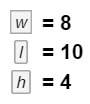 w = 8
l = 10
h = 4